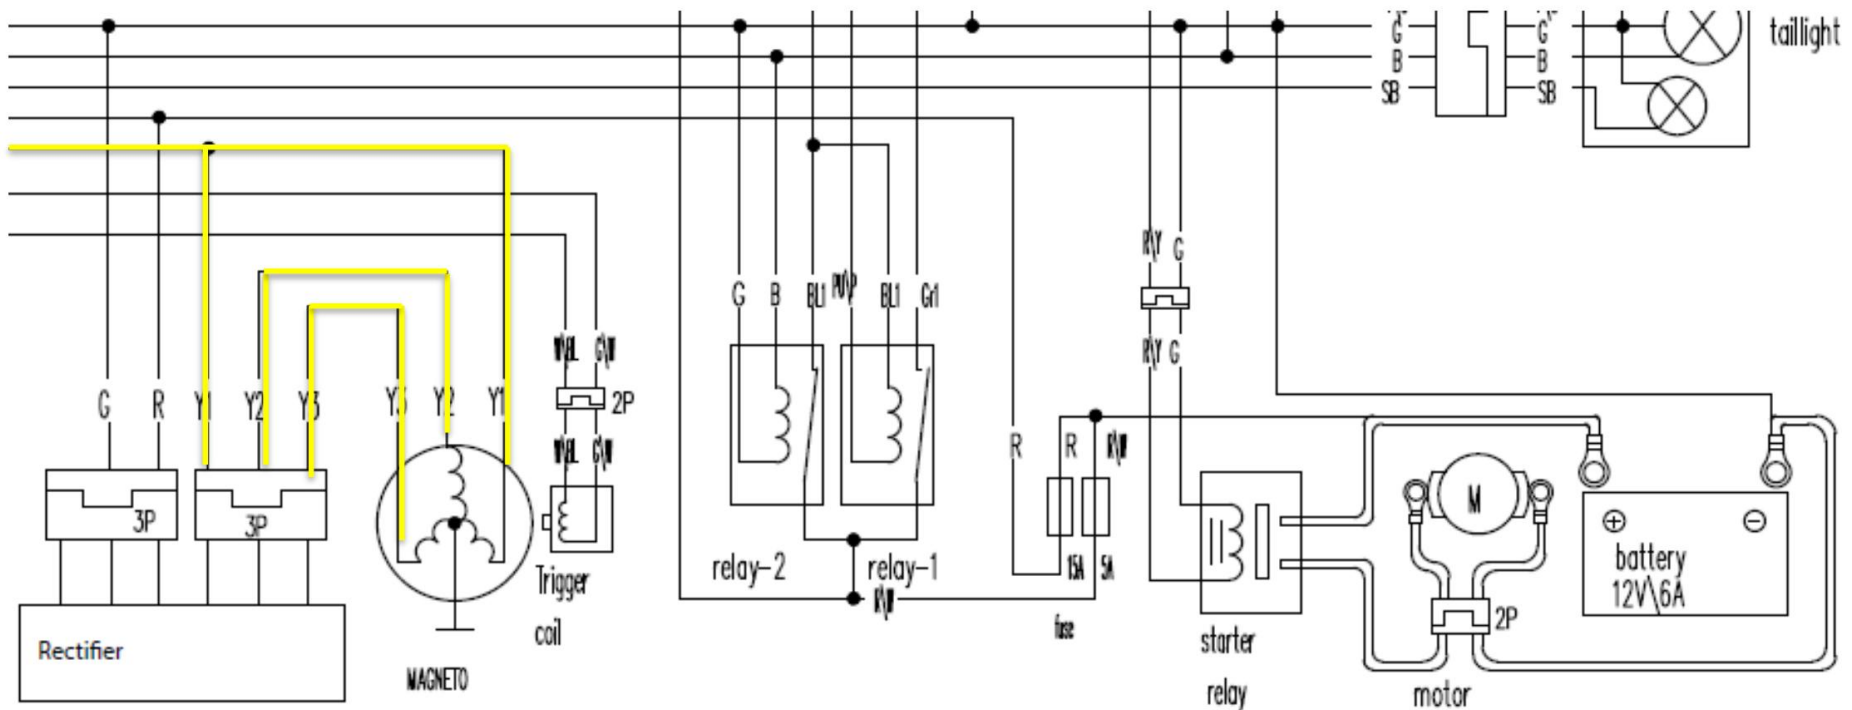 G
G
taillight
B
B
SB
SB
R\Y
G
G
B
BL1
PU\P
BL1
Gr1
R\Y
G
W\BL
G\W
G
R
Y1
Y2
Y3
Y3
Y2
Y1
2P
W\BL
G\W
R
R
R\W
3P
3P
M
+
−
battery
12V\6A
relay-2
relay-1
15A
5A
Trigger
coil
R\W
fuse
2P
Rectifier
MAGNETO
starter
relay
motor